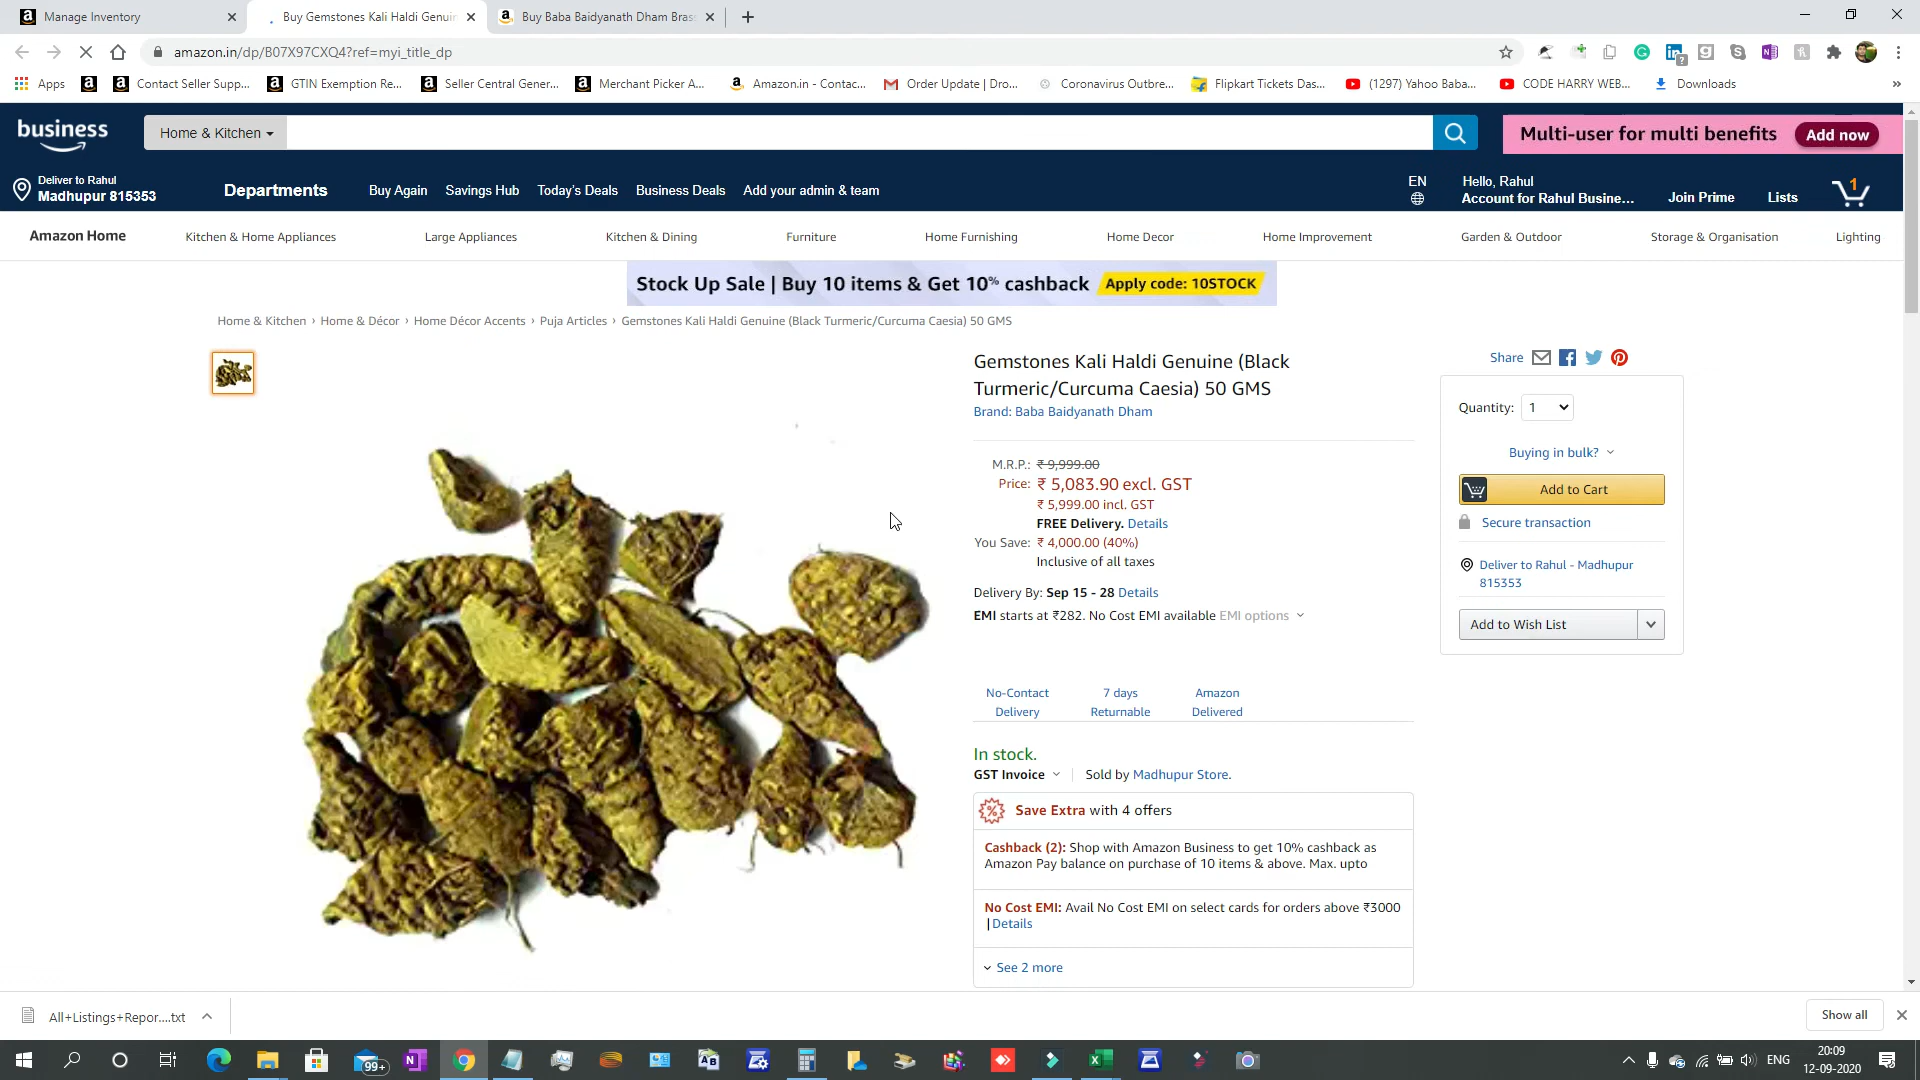 Manage Inventory
Buy Gemstones Kali Haldi Genuin
Buy Baba Baidyanath Dham Bras
amazon.in/dp/B07X97CXQ4?ref=myi_title_dp
Apps
Contact Seller Supp...
GTIN Exemption Re...
Seller Central Gener...
Merchant Picker A...
Amazon.in - Contac...
Order Update | Dro...
Coronavirus Outbre...
Flipkart Tickets Das...
(1297) Yahoo Baba...
CODE HARRY WEB...
Downloads
business
Home & Kitchen
Multi-user for multi benefits
Add now
Deliver to Rahul
Madhupur 815353
Departments
Buy Again
Savings Hub
Today's Deals
Business Deals
Add your admin & team
EN
Hello, Rahul
Account for Rahul Busine...
Join Prime
Lists
1
Amazon Home
Kitchen & Home Appliances
Large Appliances
Kitchen & Dining
Furniture
Home Furnishing
Home Decor
Home Improvement
Garden & Outdoor
Storage & Organisation
Lighting
Stock Up Sale | Buy 10 items & Get 10% cashback
Apply code: 10STOCK
Home & Kitchen › Home & Décor › Home Décor Accents › Puja Articles › Gemstones Kali Haldi Genuine (Black Turmeric/Curcuma Caesia) 50 GMS
Gemstones Kali Haldi Genuine (Black
Turmeric/Curcuma Caesia) 50 GMS
Brand: Baba Baidyanath Dham
M.R.P.: ₹ 9,999.00
Price: ₹ 5,083.90 excl. GST
₹ 5,999.00 incl. GST
FREE Delivery. Details
You Save: ₹ 4,000.00 (40%)
Inclusive of all taxes
Delivery By: Sep 15 - 28 Details
EMI starts at ₹282. No Cost EMI available EMI options
No-Contact
Delivery
7 days
Returnable
Amazon
Delivered
In stock.
GST Invoice
Sold by Madhupur Store.
Save Extra with 4 offers
Cashback (2): Shop with Amazon Business to get 10% cashback as
Amazon Pay balance on purchase of 10 items & above. Max. upto
No Cost EMI: Avail No Cost EMI on select cards for orders above ₹3000
|Details
See 2 more
Share
Quantity: 1
Buying in bulk?
Add to Cart
Secure transaction
Deliver to Rahul - Madhupur
815353
Add to Wish List
All+Listings+Repor....txt
Show all
99+
ENG
20:09
12-09-2020